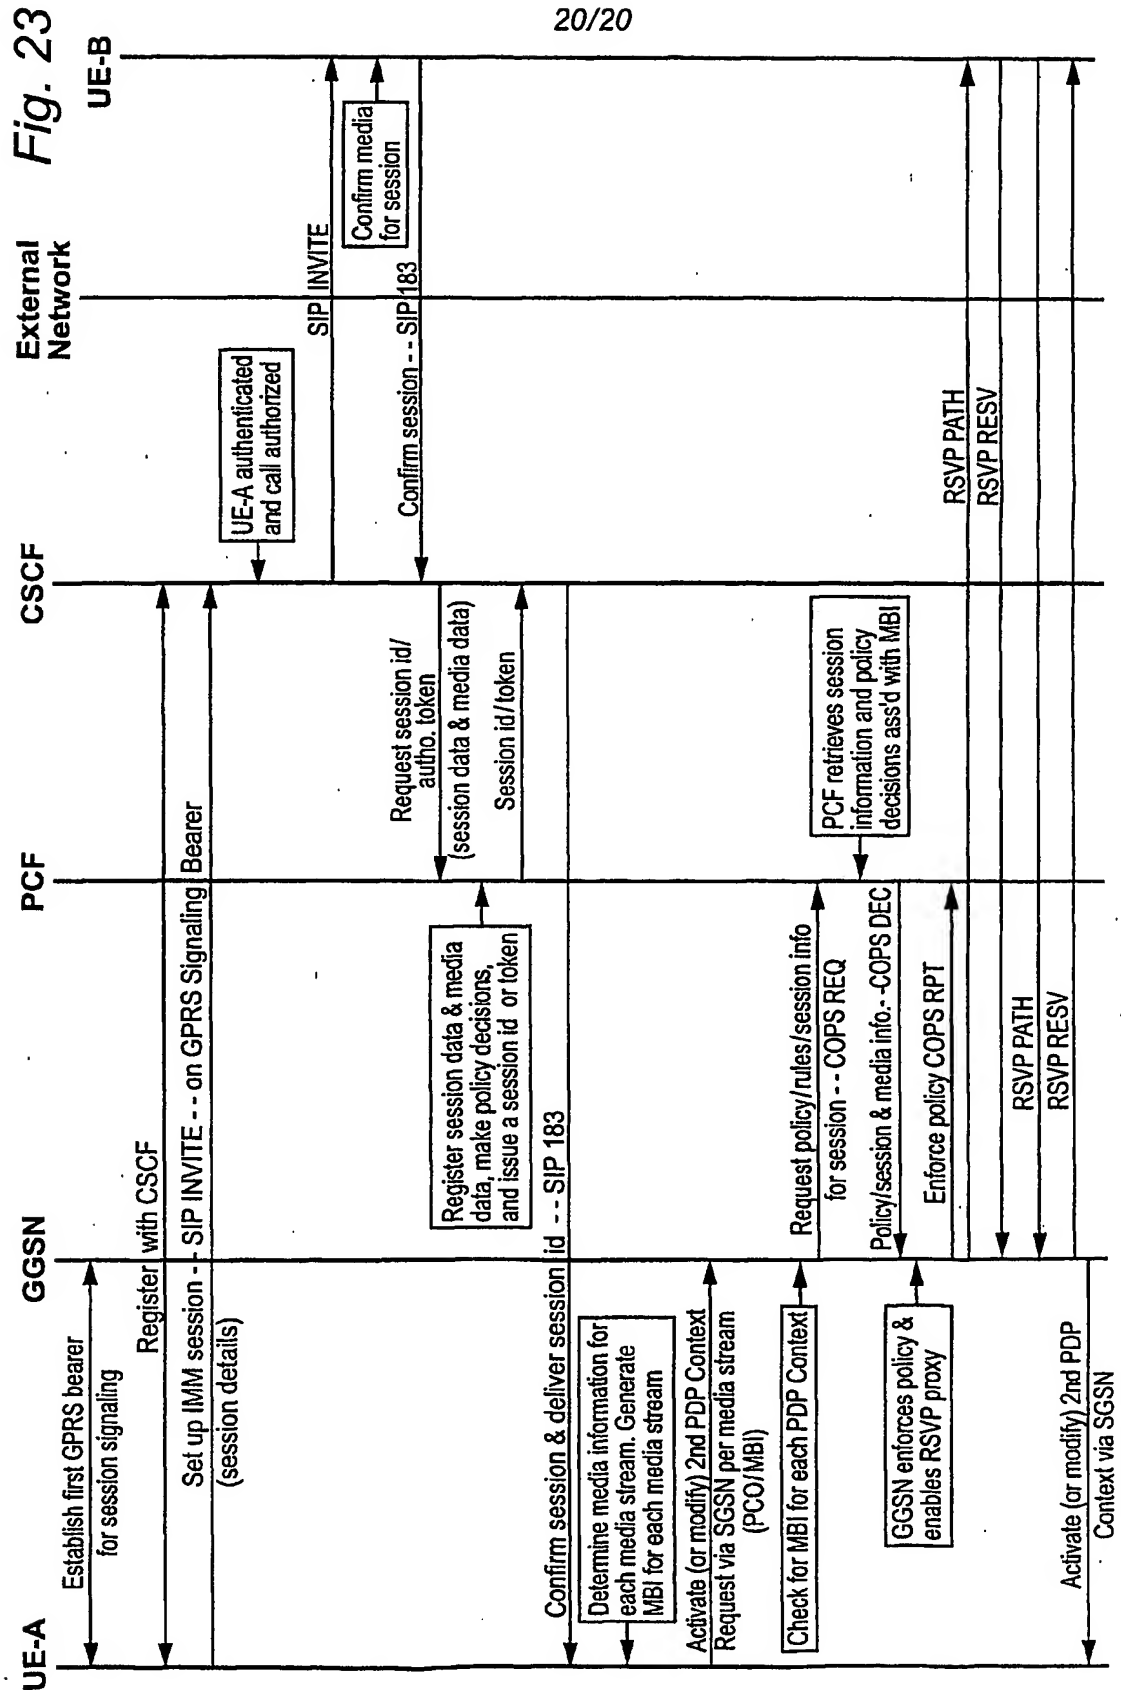 20/20
Fig. 23
UE-A
GGSN
PCF
CSCF
External
Network
UE-B
Establish first GPRS bearer
for session signaling
Register with CSCF
Set up IMM session - - SIP INVITE - - on GPRS Signaling Bearer
(session details)
UE-A authenticated
and call authorized
SIP INVITE
Confirm media
for session
Confirm session - - SIP 183
Request session id/
autho. token
(session data & media data)
Register session data & media
data, make policy decisions,
and issue a session id or token
Session id/token
Confirm session & deliver session id - - SIP 183
Determine media information for
each media stream. Generate
MBI for each media stream
Activate (or modify) 2nd PDP Context
Request via SGSN per media stream
(PCO/MBI)
Check for MBI for each PDP Context
Request policy/rules/session info
for session - - COPS REQ
PCF retrieves session
information and policy
decisions ass'd with MBI
Policy/session & media info.- -COPS DEC
GGSN enforces policy &
enables RSVP proxy
Enforce policy COPS RPT
RSVP PATH
RSVP RESV
RSVP PATH
RSVP RESV
Activate (or modify) 2nd PDP
Context via SGSN